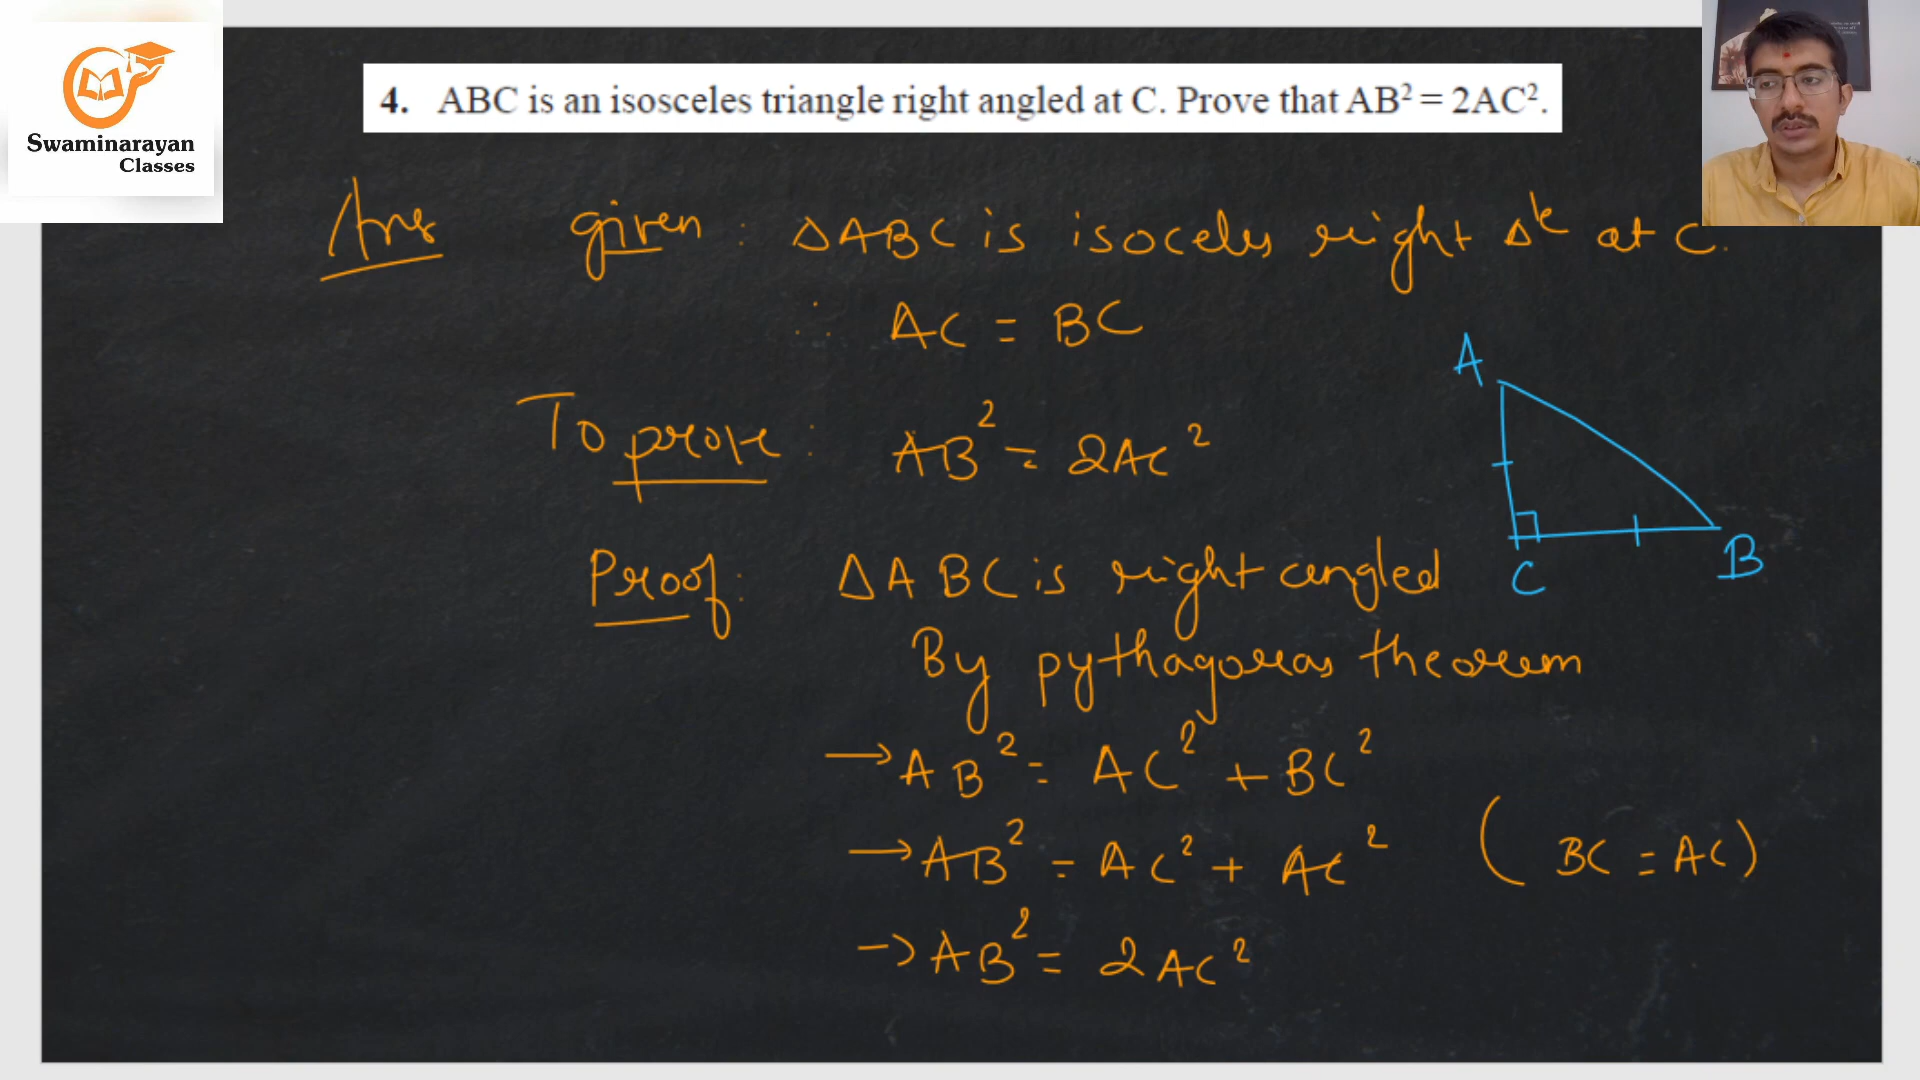 Swaminarayan
Classes
4. ABC is an isosceles triangle right angled at C. Prove that AB² = 2AC².
Ans given : ΔABC is isoceles right Δle at C.
∴ AC = BC
To prove : AB² = 2AC²
A
C
B
Proof : ΔABC is right angled
By pythagoreas theorem
→ AB² = AC² + BC²
→ AB² = AC² + AC² (BC = AC)
→ AB² = 2AC²